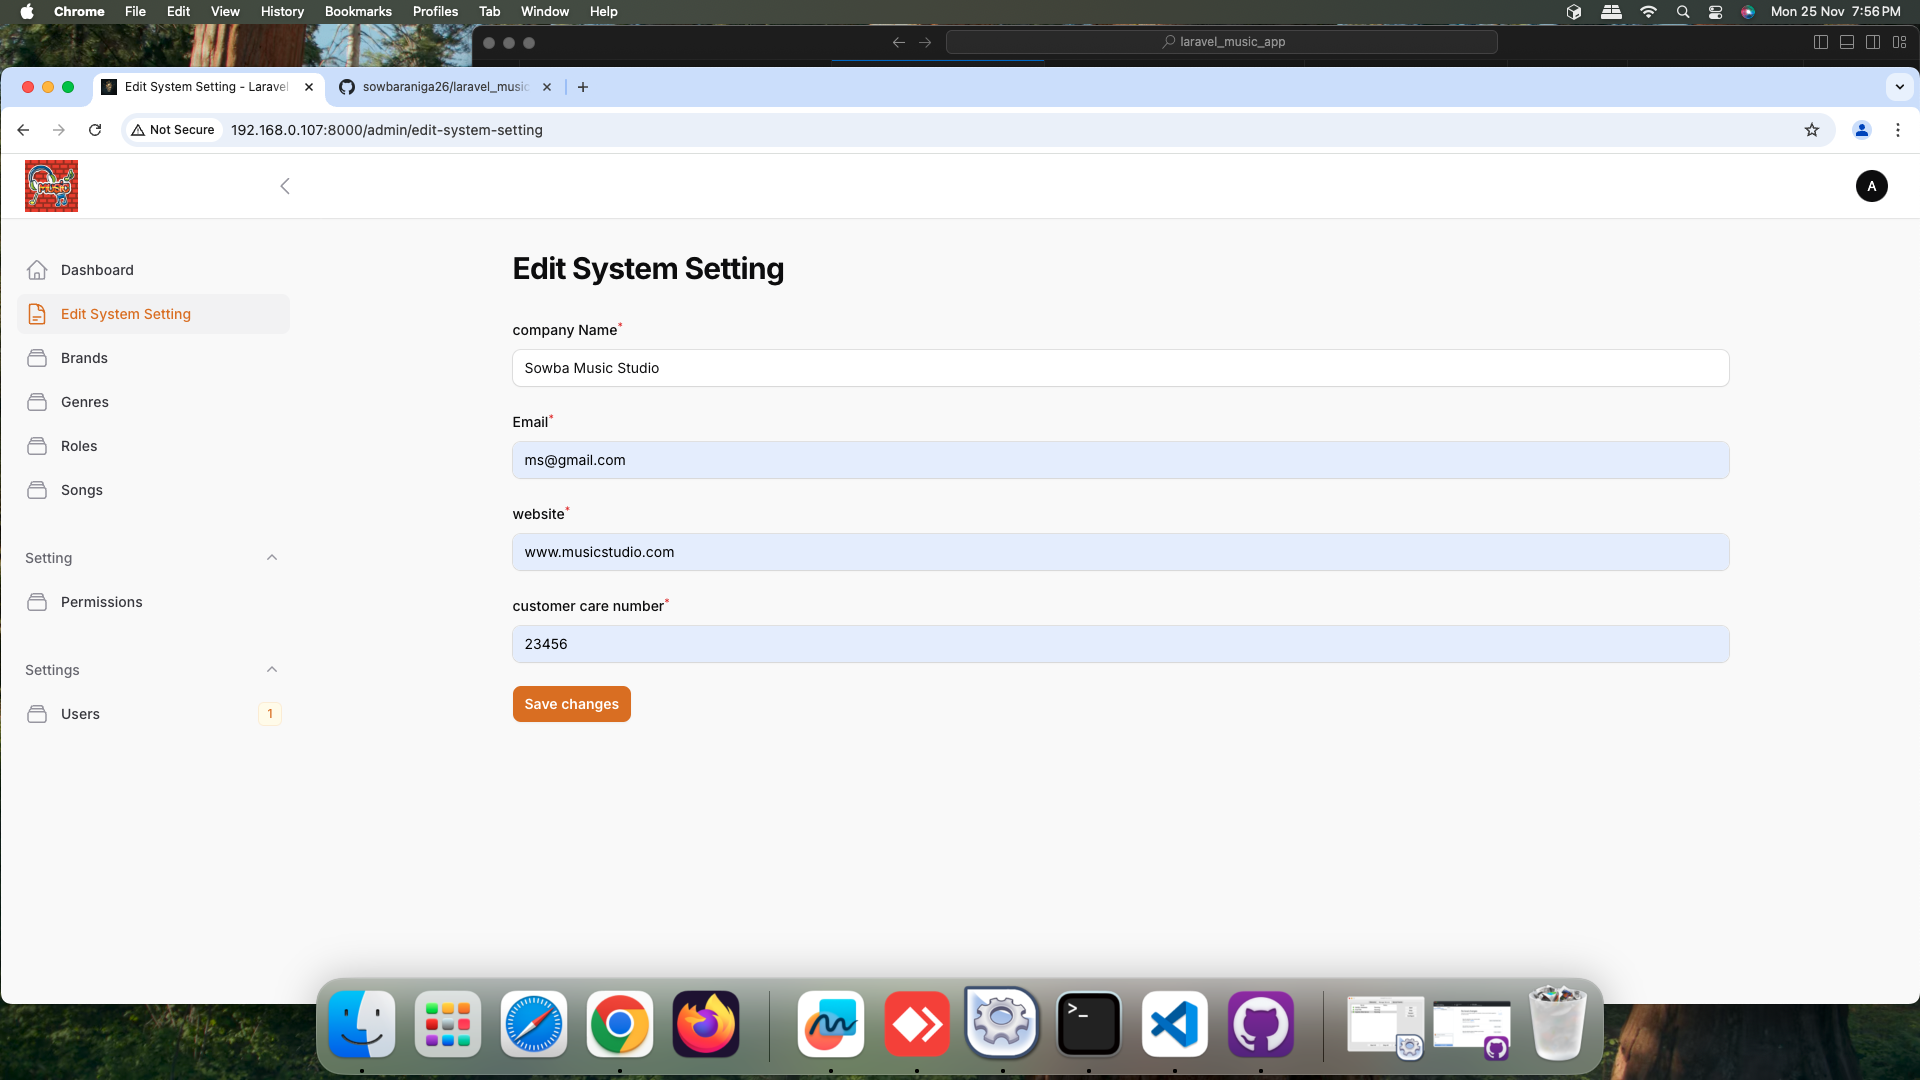 Chrome File Edit View History Bookmarks Profiles Tab Window Help Mon 25 Nov 7:56 PM
laravel_music_app
Edit System Setting - Laravel sowbaraniga26/laravel_music
Not Secure 192.168.0.107:8000/admin/edit-system-setting
MUSIC
A
Dashboard
Edit System Setting
Brands
Genres
Roles
Songs
Setting
Permissions
Settings
Users 1
Edit System Setting
company Name*
Sowba Music Studio
Email*
ms@gmail.com
website*
www.musicstudio.com
customer care number*
23456
Save changes
>_